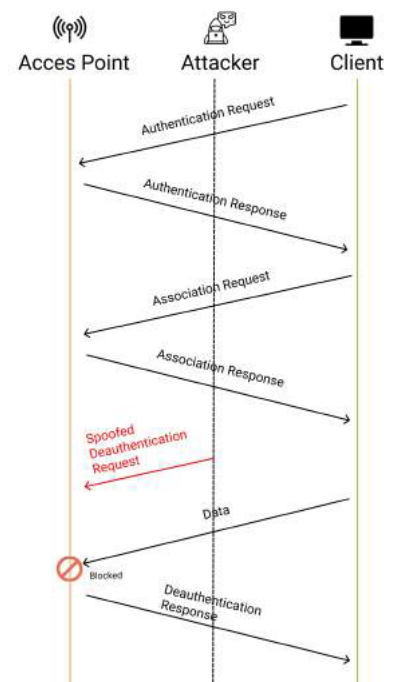 Acces Point
Attacker
Client
Authentication Request
Authentication Response
Association Request
Association Response
Spoofed
Deauthentication
Request
Data
Blocked
Deauthentication
Response